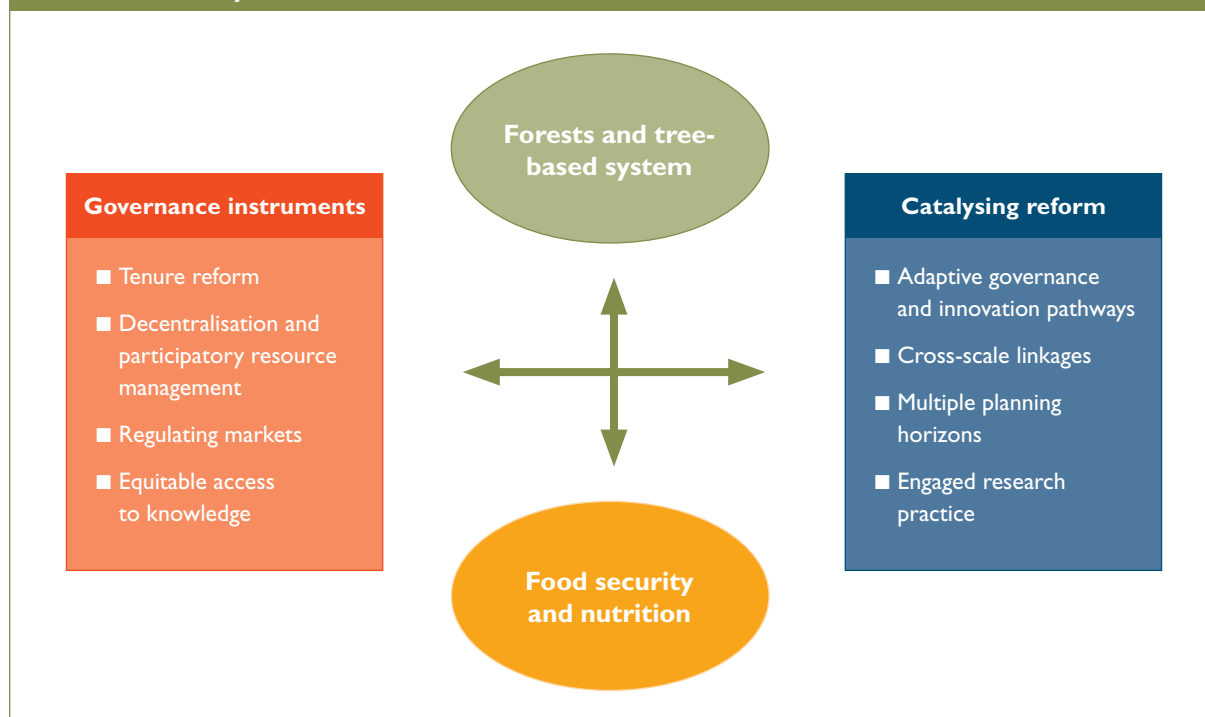 Forests and tree-
based system
Governance instruments
■ Tenure reform
■ Decentralisation and
participatory resource
management
■ Regulating markets
■ Equitable access
to knowledge
Catalysing reform
■ Adaptive governance
and innovation pathways
■ Cross-scale linkages
■ Multiple planning
horizons
■ Engaged research
practice
Food security
and nutrition